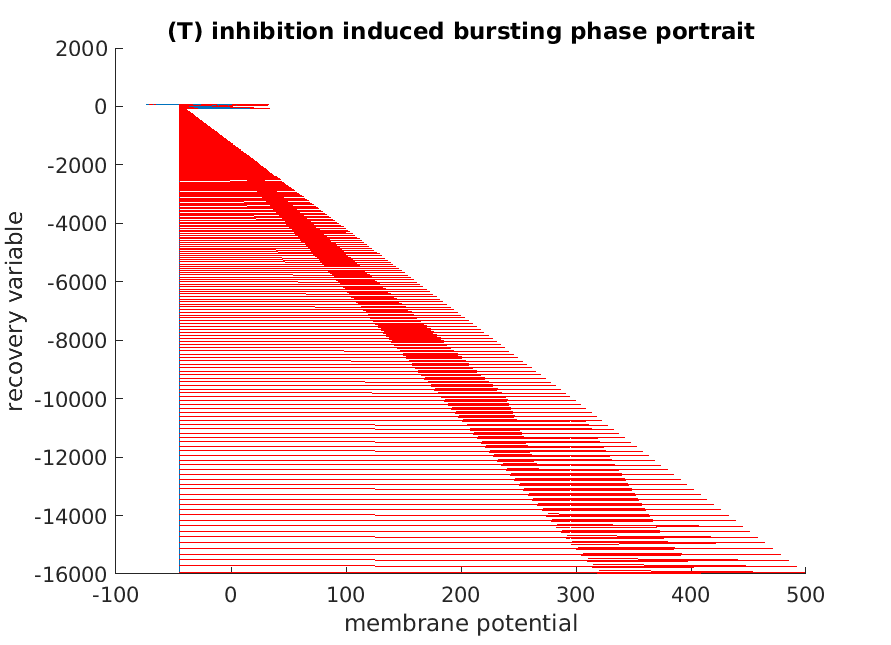 (T) inhibition induced bursting phase portrait
2000
0
-2000
-4000
-6000
-8000
-10000
-12000
-14000
-16000
recovery variable
-100 0 100 200 300 400 500
membrane potential